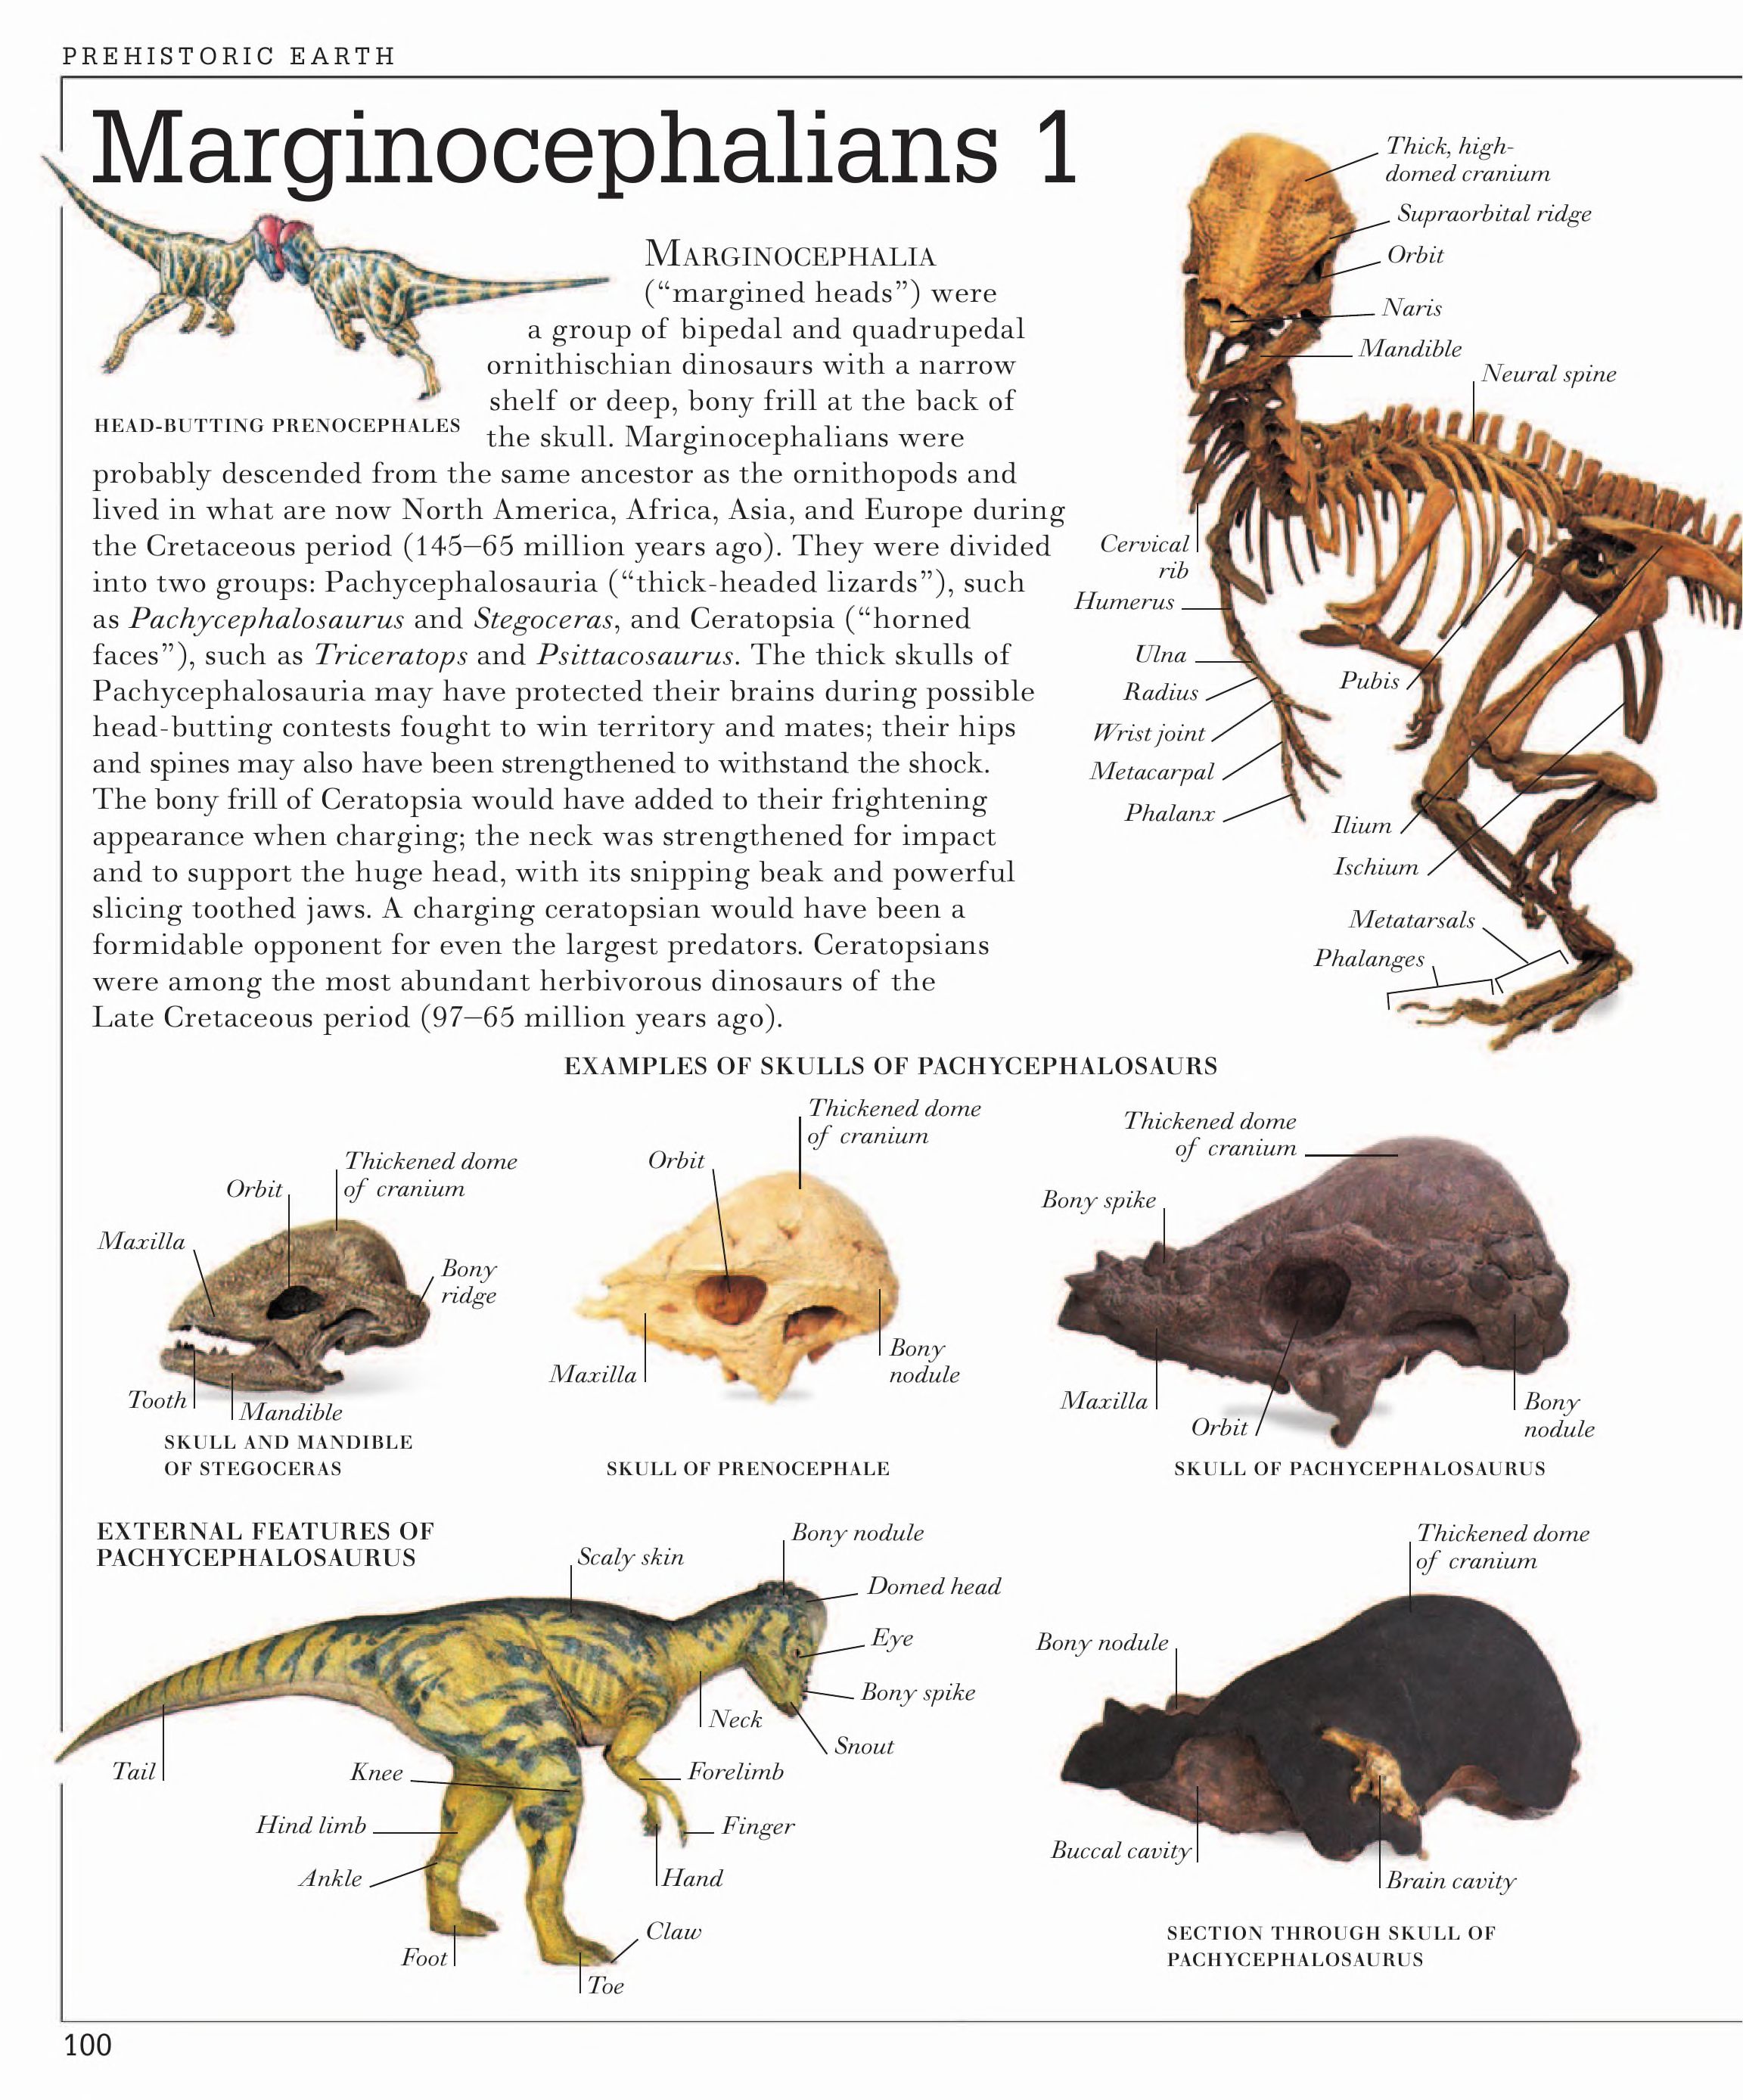 PREHISTORIC EARTH
Marginocephalians 1
HEAD-BUTTING PRENOCEPHALES
MARGINOCEPHALIA
(“margined heads”) were
a group of bipedal and quadrupedal
ornithischian dinosaurs with a narrow
shelf or deep, bony frill at the back of
the skull. Marginocephalians were
probably descended from the same ancestor as the ornithopods and
lived in what are now North America, Africa, Asia, and Europe during
the Cretaceous period (145–65 million years ago). They were divided
into two groups: Pachycephalosauria (“thick-headed lizards”), such
as Pachycephalosaurus and Stegoceras, and Ceratopsia (“horned
faces”), such as Triceratops and Psittacosaurus. The thick skulls of
Pachycephalosauria may have protected their brains during possible
head-butting contests fought to win territory and mates; their hips
and spines may also have been strengthened to withstand the shock.
The bony frill of Ceratopsia would have added to their frightening
appearance when charging; the neck was strengthened for impact
and to support the huge head, with its snipping beak and powerful
slicing toothed jaws. A charging ceratopsian would have been a
formidable opponent for even the largest predators. Ceratopsians
were among the most abundant herbivorous dinosaurs of the
Late Cretaceous period (97–65 million years ago).
Thick, high-
domed cranium
Supraorbital ridge
Orbit
Naris
Mandible
Neural spine
Cervical
rib
Humerus
Ulna
Radius
Pubis
Wrist joint
Metacarpal
Phalanx
Ilium
Ischium
Metatarsals
Phalanges
EXAMPLES OF SKULLS OF PACHYCEPHALOSAURS
Thickened dome
of cranium
Orbit
Maxilla
Bony
ridge
Tooth
Mandible
SKULL AND MANDIBLE
OF STEGOCERAS
Thickened dome
of cranium
Orbit
Maxilla
Bony
nodule
SKULL OF PRENOCEPHALE
Thickened dome
of cranium
Bony spike
Maxilla
Orbit
Bony
nodule
SKULL OF PACHYCEPHALOSAURUS
EXTERNAL FEATURES OF
PACHYCEPHALOSAURUS
Scaly skin
Bony nodule
Domed head
Eye
Bony spike
Neck
Snout
Tail
Knee
Forelimb
Hind limb
Finger
Ankle
Hand
Claw
Foot
Toe
Thickened dome
of cranium
Bony nodule
Buccal cavity
Brain cavity
SECTION THROUGH SKULL OF
PACHYCEPHALOSAURUS
100